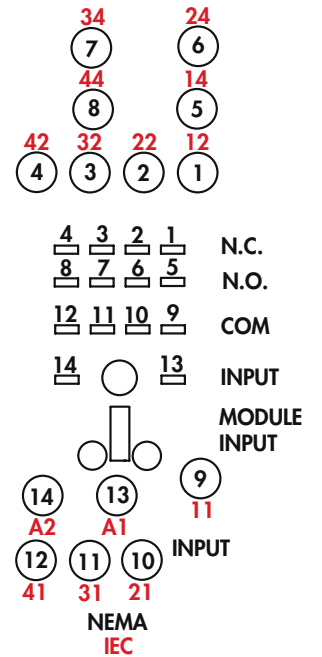 34 24
7 6
44 14
8 5
42 32 22 12
4 3 2 1
4 3 2 1 N.C.
8 7 6 5 N.O.
12 11 10 9 COM
14 13 INPUT
MODULE
INPUT
9
14 13 11
A2 A1
12 11 10 INPUT
41 31 21
NEMA
IEC